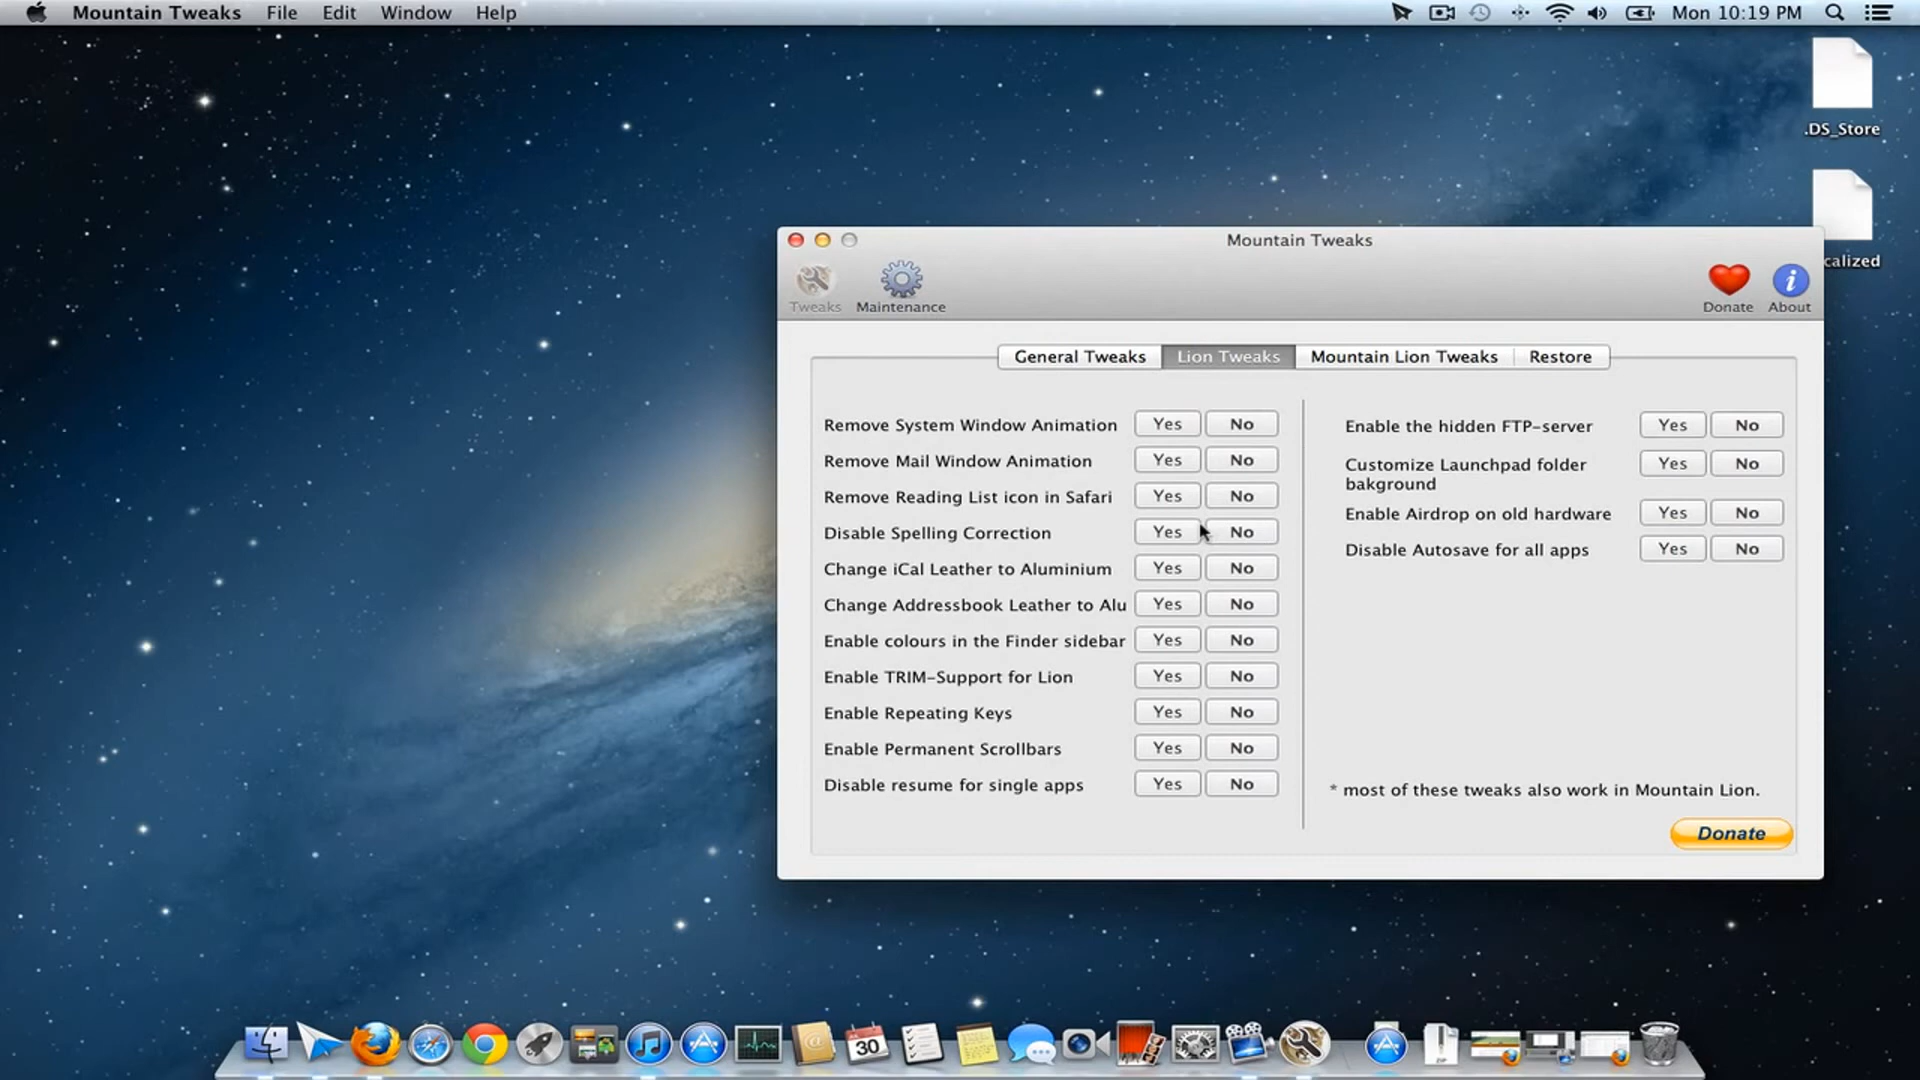 Mountain Tweaks File Edit Window Help Mon 10:19 PM
.DS_Store
calized
Mountain Tweaks
Tweaks Maintenance Donate About
General Tweaks Lion Tweaks Mountain Lion Tweaks Restore
Remove System Window Animation Yes No
Remove Mail Window Animation Yes No
Remove Reading List icon in Safari Yes No
Disable Spelling Correction Yes No
Change iCal Leather to Aluminium Yes No
Change Addressbook Leather to Alu Yes No
Enable colours in the Finder sidebar Yes No
Enable TRIM-Support for Lion Yes No
Enable Repeating Keys Yes No
Enable Permanent Scrollbars Yes No
Disable resume for single apps Yes No
Enable the hidden FTP-server Yes No
Customize Launchpad folder
bakground Yes No
Enable Airdrop on old hardware Yes No
Disable Autosave for all apps Yes No
* most of these tweaks also work in Mountain Lion.
Donate
30